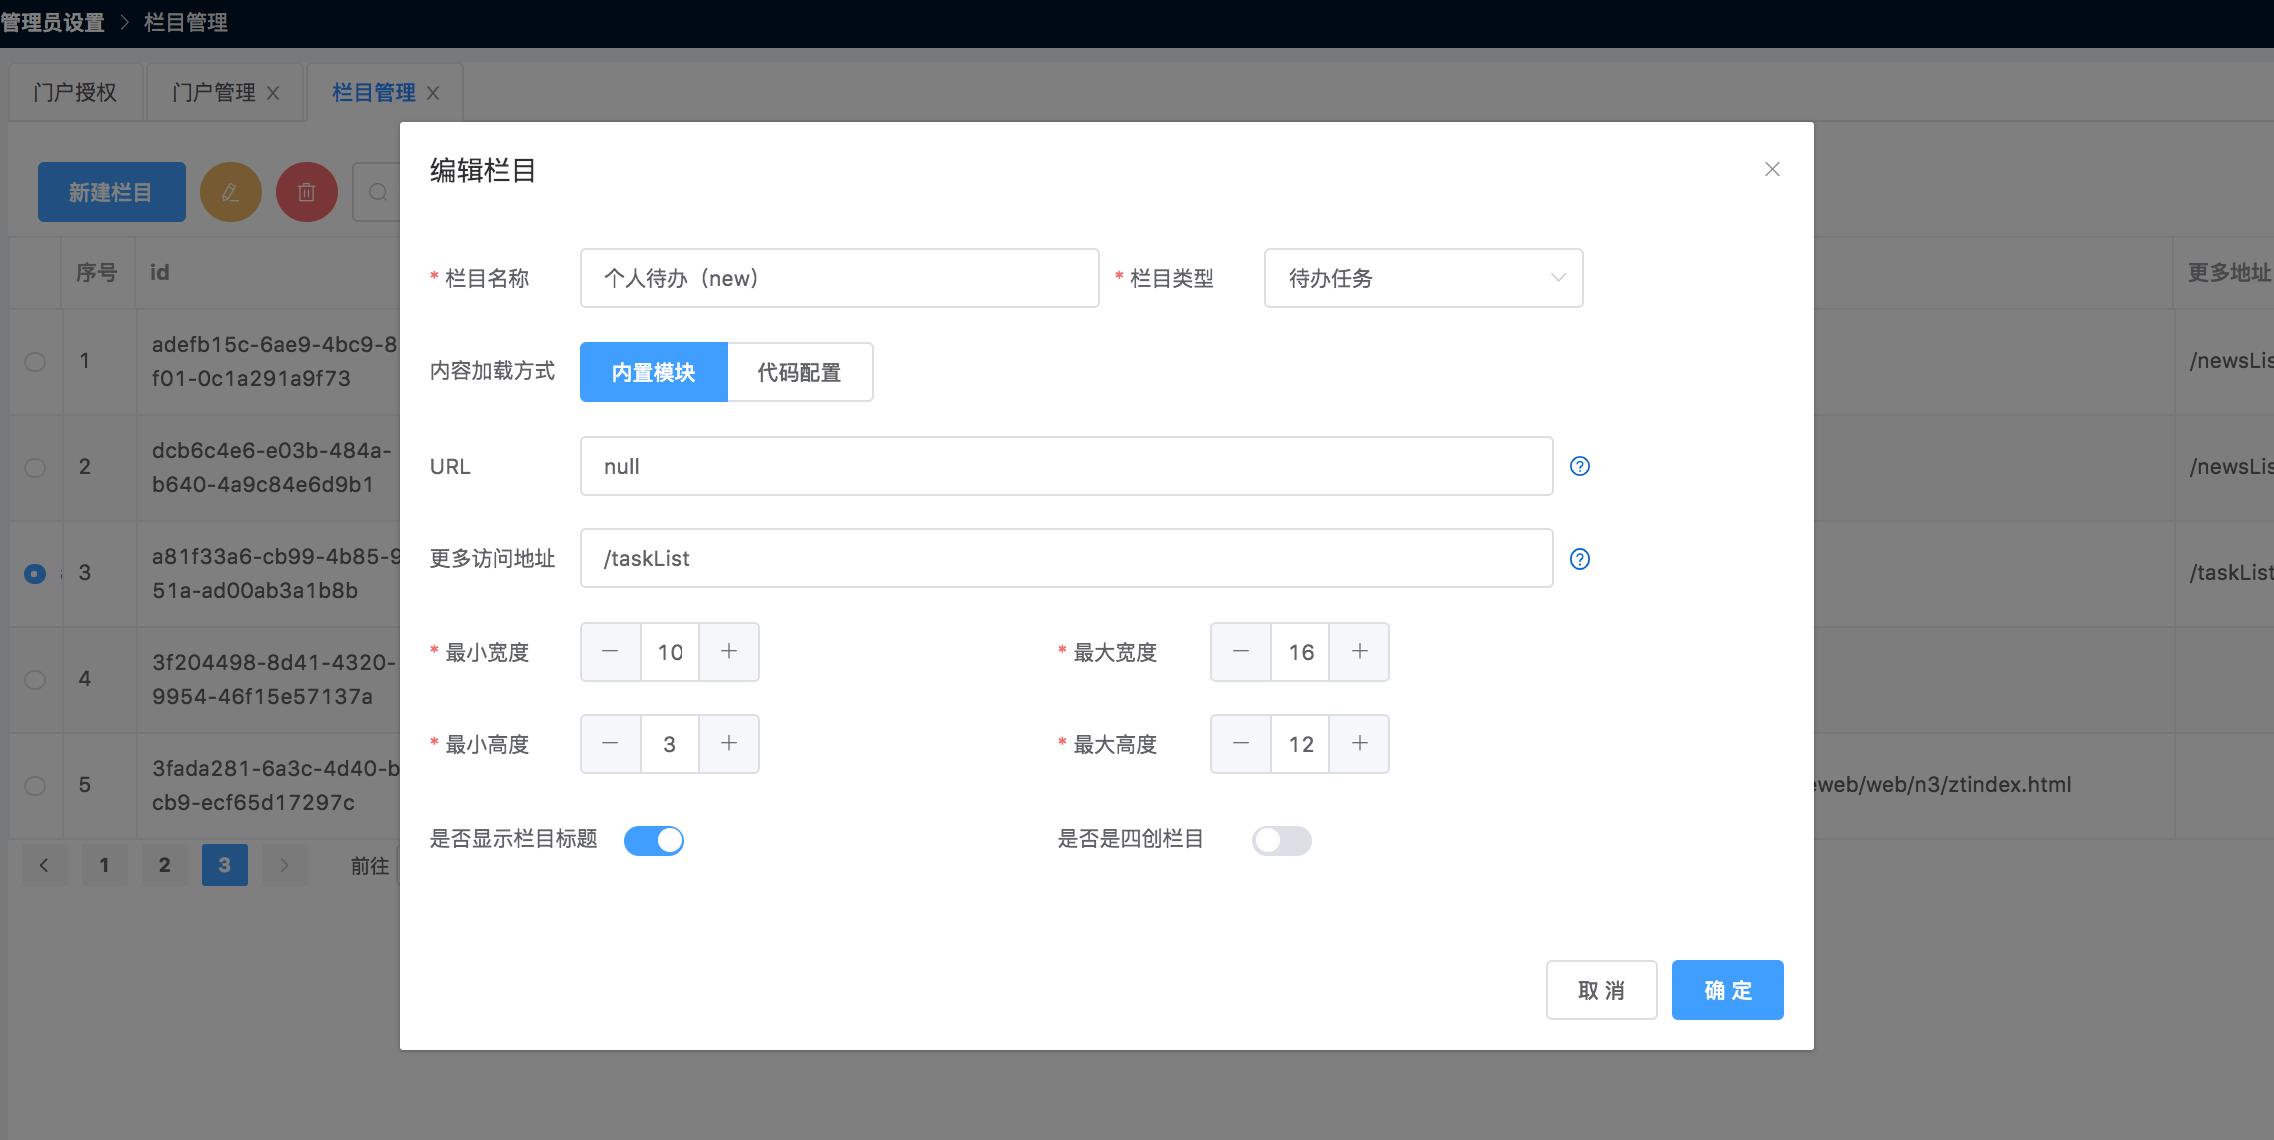 管理员设置 > 栏目管理
门户授权 门户管理 栏目管理
新建栏目
序号 id 更多地址
1 adefb15c-6ae9-4bc9-8
f01-0c1a291a9f73 /newsLis
2 dcb6c4e6-e03b-484a-
b640-4a9c84e6d9b1 /newsLis
3 a81f33a6-cb99-4b85-9
51a-ad00ab3a1b8b /taskList
4 3f204498-8d41-4320-
9954-46f15e57137a
5 3fada281-6a3c-4d40-b
cb9-ecf65d17297c eweb/web/n3/ztindex.html
1 2 3 前往
编辑栏目
* 栏目名称 个人待办（new） * 栏目类型 待办任务
内容加载方式 内置模块 代码配置
URL null
更多访问地址 /taskList
* 最小宽度 10 * 最大宽度 16
* 最小高度 3 * 最大高度 12
是否显示栏目标题 是否是四创栏目
取 消 确 定